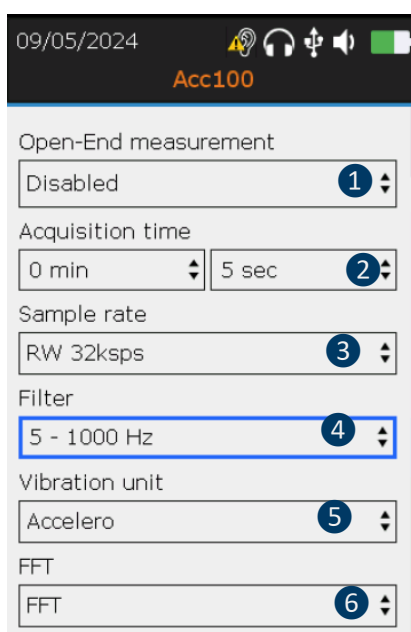 09/05/2024
Acc100
Open-End measurement
Disabled 1
Acquisition time
0 min 5 sec 2
Sample rate
RW 32ksps 3
Filter
5 - 1000 Hz 4
Vibration unit
Accelero 5
FFT
FFT 6